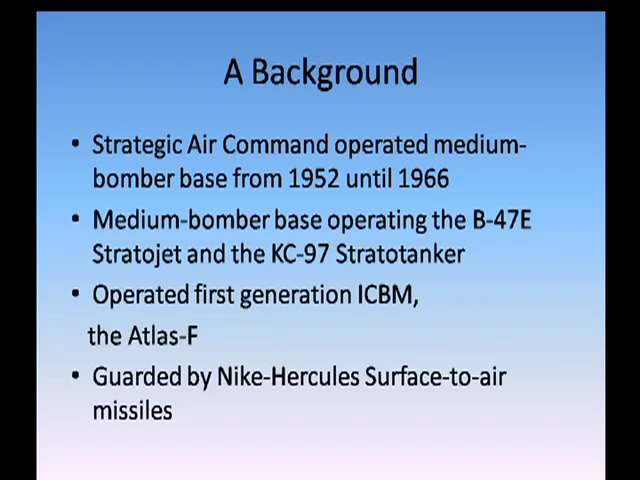 A Background
• Strategic Air Command operated medium-
bomber base from 1952 until 1966
• Medium-bomber base operating the B-47E
Stratojet and the KC-97 Stratotanker
• Operated first generation ICBM,
the Atlas-F
• Guarded by Nike-Hercules Surface-to-air
missiles